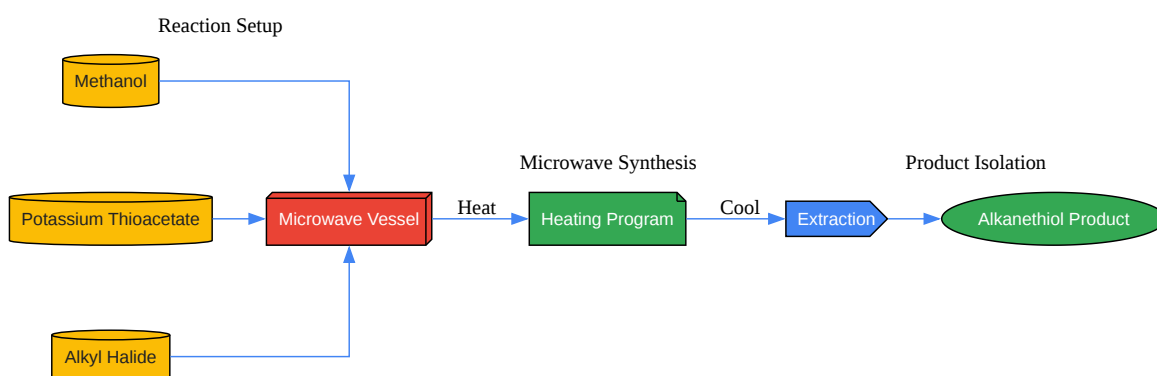 Reaction Setup
Methanol
Microwave Synthesis
Product Isolation
Potassium Thioacetate
Microwave Vessel
Heat
Heating Program
Cool
Extraction
Alkanethiol Product
Alkyl Halide